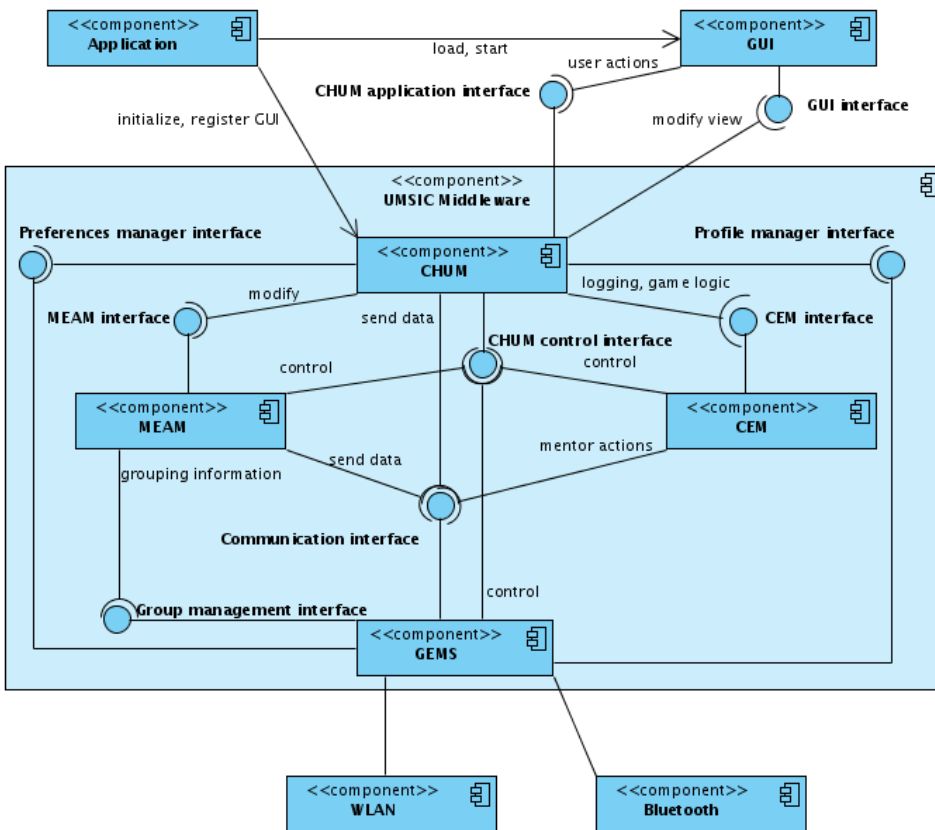 <<component>>
Application
<<component>>
GUI
load, start
user actions
CHUM application interface
GUI interface
initialize, register GUI
modify view
<<component>>
UMSIC Middleware
Preferences manager interface
Profile manager interface
<<component>>
CHUM
logging, game logic
modify
MEAM interface
send data
CEM interface
CHUM control interface
control
control
<<component>>
MEAM
<<component>>
CEM
mentor actions
send data
grouping information
Communication interface
control
Group management interface
<<component>>
GEMS
<<component>>
WLAN
<<component>>
Bluetooth